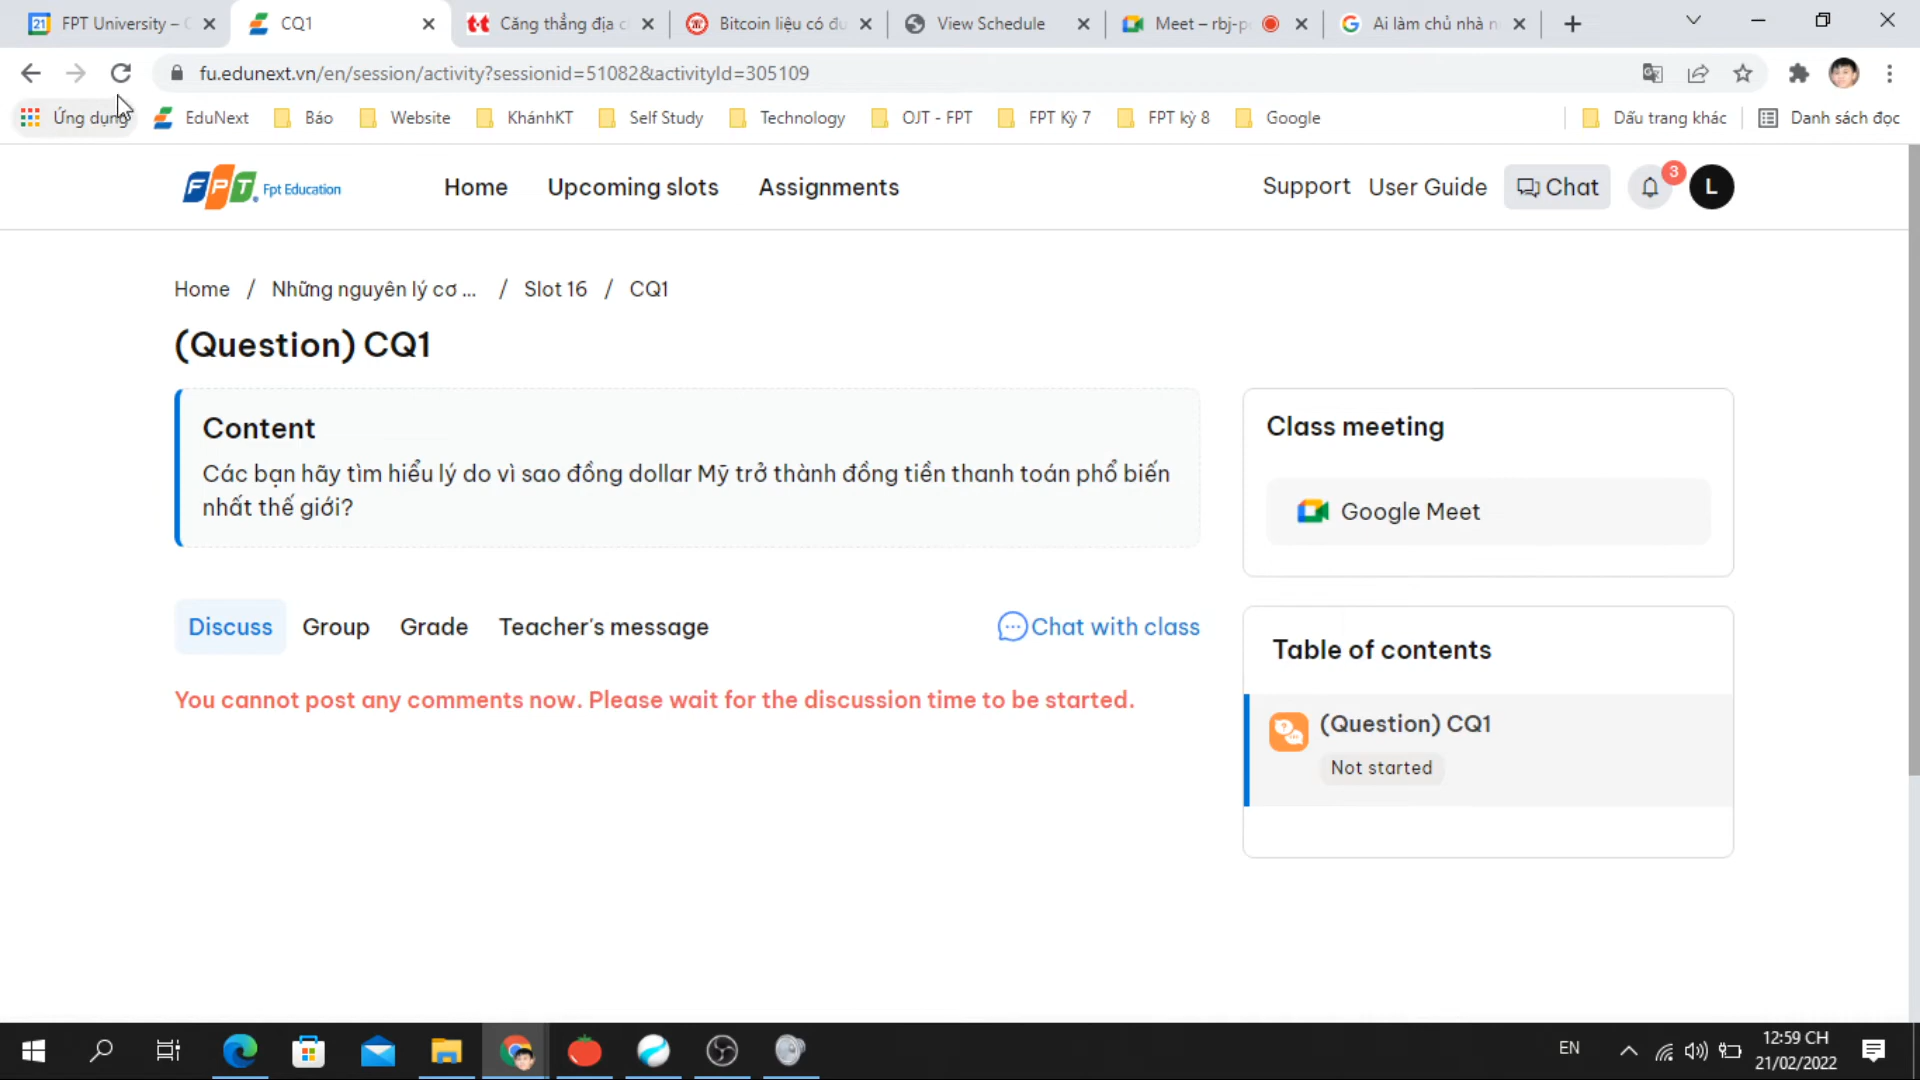 FPT University –
CQ1
Căng thẳng địa c
Bitcoin liệu có đư
View Schedule
Meet – rbj-p
Ai làm chủ nhà n
fu.edunext.vn/en/session/activity?sessionid=51082&activityId=305109
Ứng dụng
EduNext
Báo
Website
KhánhKT
Self Study
Technology
OJT - FPT
FPT Kỳ 7
FPT kỳ 8
Google
Dấu trang khác
Danh sách đọc
FPT Fpt Education
Home
Upcoming slots
Assignments
Support
User Guide
Chat
3
L
Home / Những nguyên lý cơ ... / Slot 16 / CQ1
(Question) CQ1
Content
Các bạn hãy tìm hiểu lý do vì sao đồng dollar Mỹ trở thành đồng tiền thanh toán phổ biến
nhất thế giới?
Class meeting
Google Meet
Discuss
Group
Grade
Teacher's message
Chat with class
You cannot post any comments now. Please wait for the discussion time to be started.
Table of contents
(Question) CQ1
Not started
EN
12:59 CH
21/02/2022